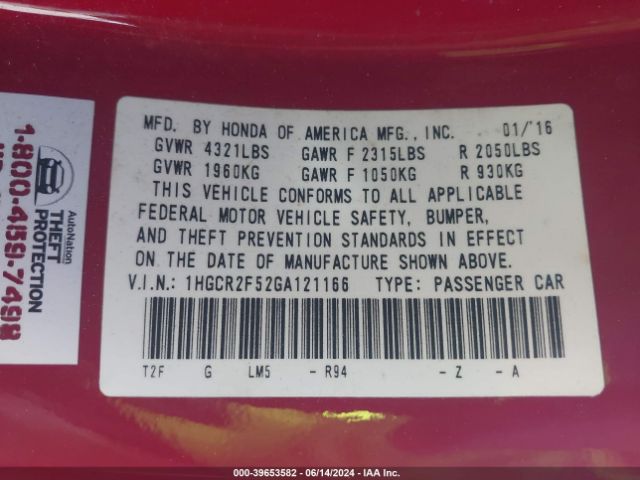 MFD. BY HONDA OF AMERICA MFG., INC. 01/'16
GVWR 4321LBS GAWR F 2315LBS R 2050LBS
GVWR 1960KG GAWR F 1050KG R 930KG
THIS VEHICLE CONFORMS TO ALL APPLICABLE
FEDERAL MOTOR VEHICLE SAFETY, BUMPER,
AND THEFT PREVENTION STANDARDS IN EFFECT
ON THE DATE OF MANUFACTURE SHOWN ABOVE.
V.I.N.: 1HGCR2F52GA121166 TYPE: PASSENGER CAR
T2F G LM5 - R94 - Z - A
AutoNation
THEFT
PROTECTION
1-800-459-7498
000-39653582 - 06/14/2024 - IAA Inc.